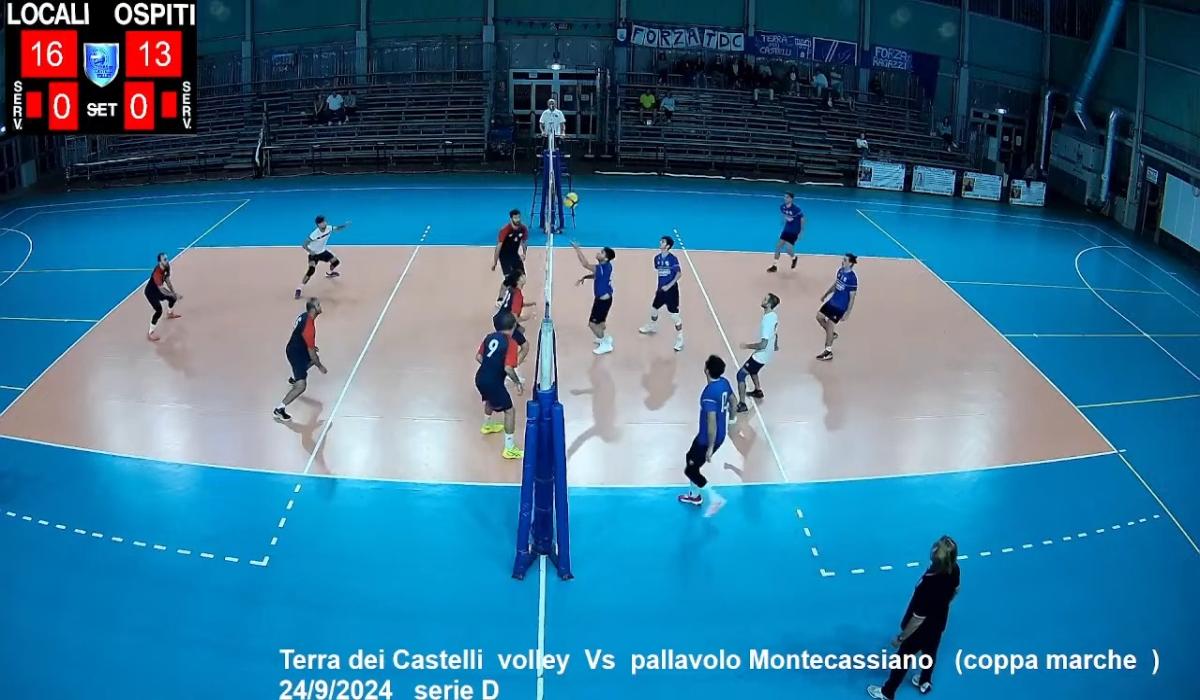 LOCALI OSPITI
16 13
SERV. 0 SET 0 SERV.
FORZA TDC
TERRA
CASTELLI
FORZA
RAGAZZI
9
Terra dei Castelli volley Vs pallavolo Montecassiano (coppa marche )
24/9/2024 serie D